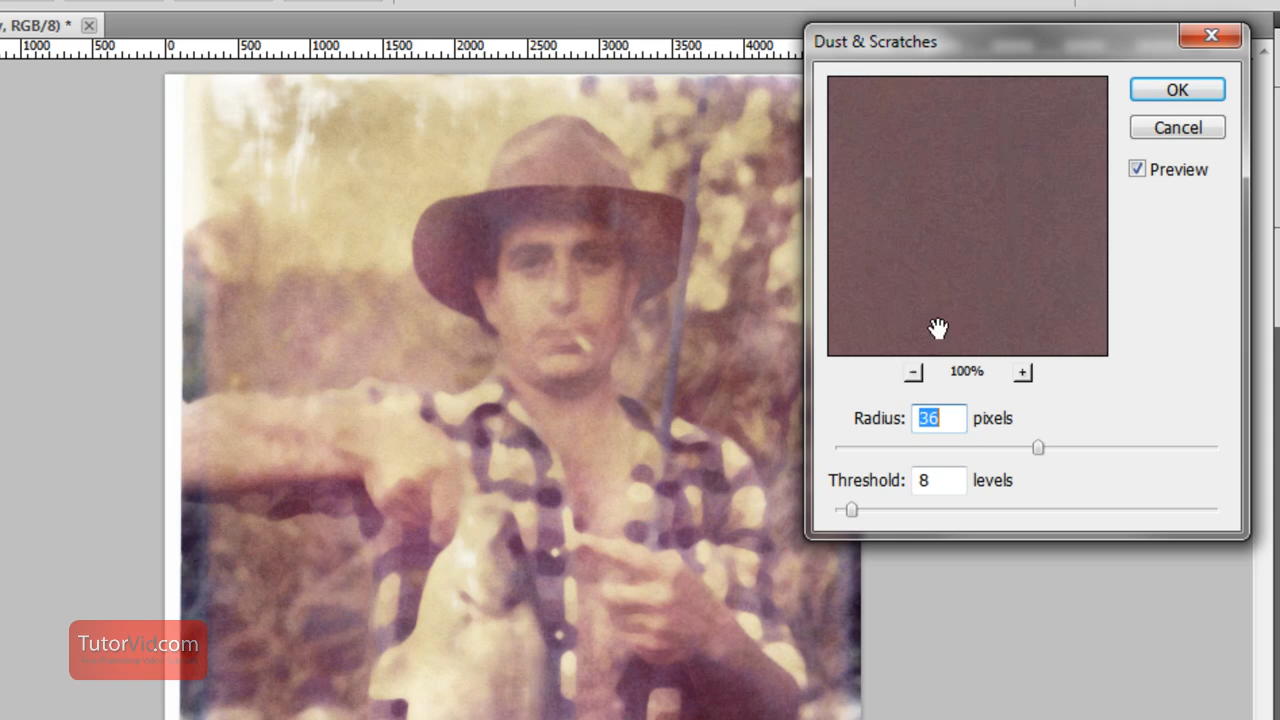 , RGB/8) *
1000 500 0 500 1000 1500 2000 2500 3000 3500 4000
Dust & Scratches
OK
Cancel
Preview
- 100% +
Radius: 36 pixels
Threshold: 8 levels
TutorVid.com